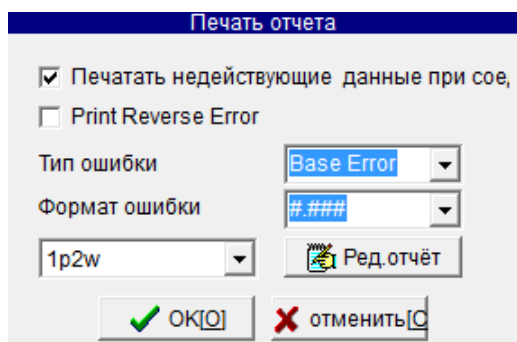 Печать отчета
Печатать недействующие данные при сое,
Print Reverse Error
Тип ошибки Base Error
Формат ошибки #.###
1p2w Ред.отчёт
OK[O] отменить[C